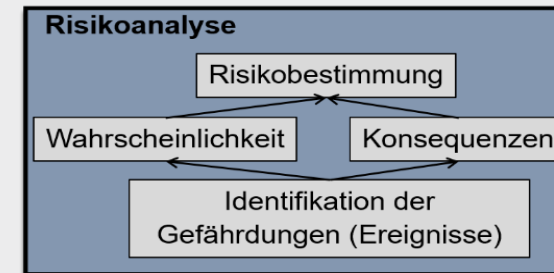 Risikoanalyse
Risikobestimmung
Wahrscheinlichkeit
Konsequenzen
Identifikation der
Gefährdungen (Ereignisse)